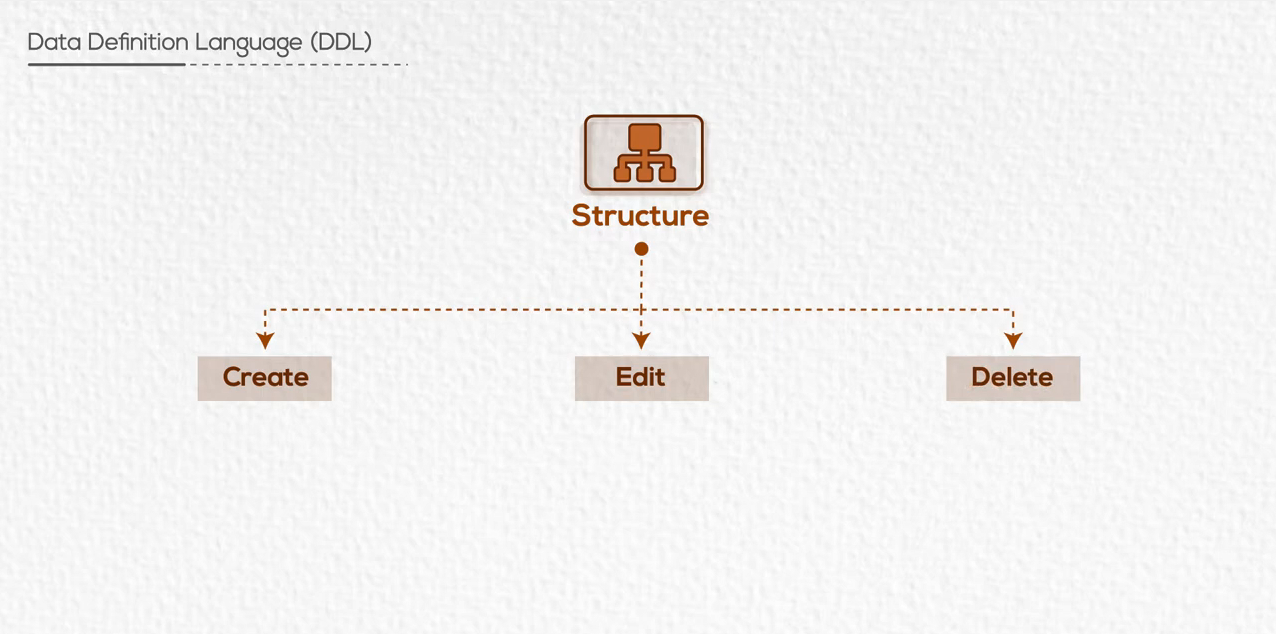 Data Definition Language (DDL)
Structure
Create
Edit
Delete